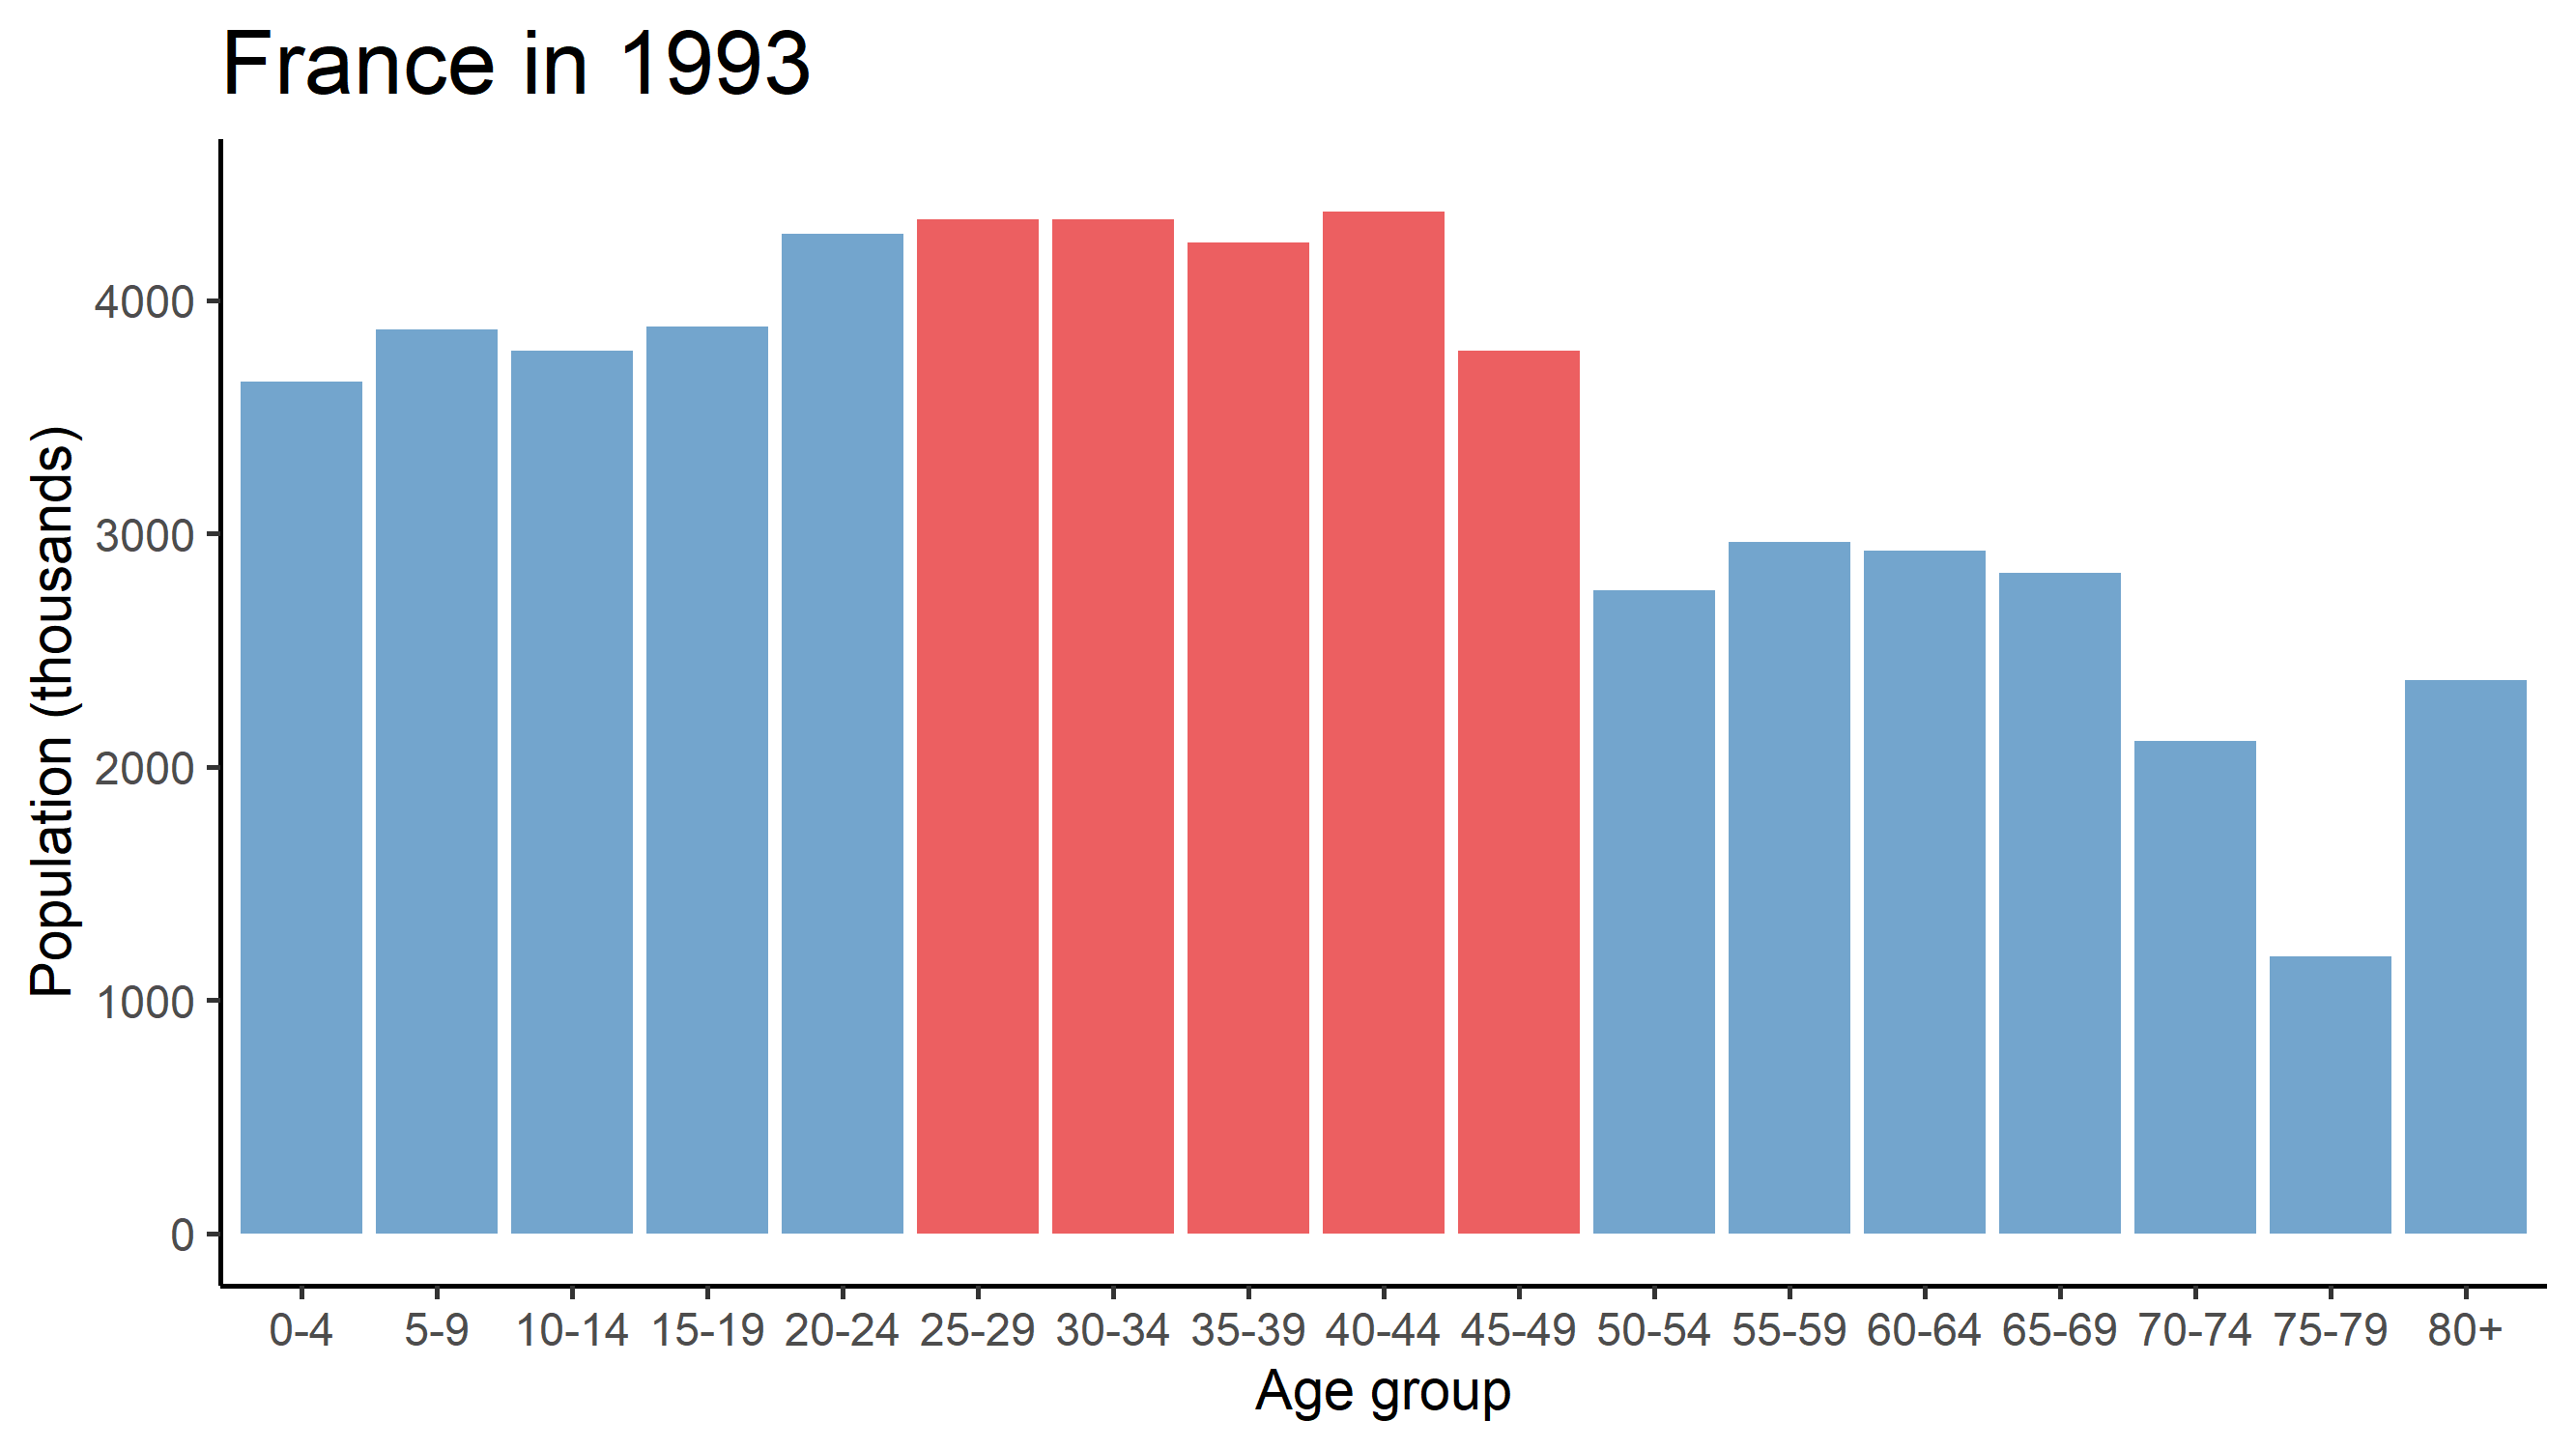 France in 1993
Population (thousands)
4000
3000
2000
1000
0
0-4 5-9 10-14 15-19 20-24 25-29 30-34 35-39 40-44 45-49 50-54 55-59 60-64 65-69 70-74 75-79 80+
Age group